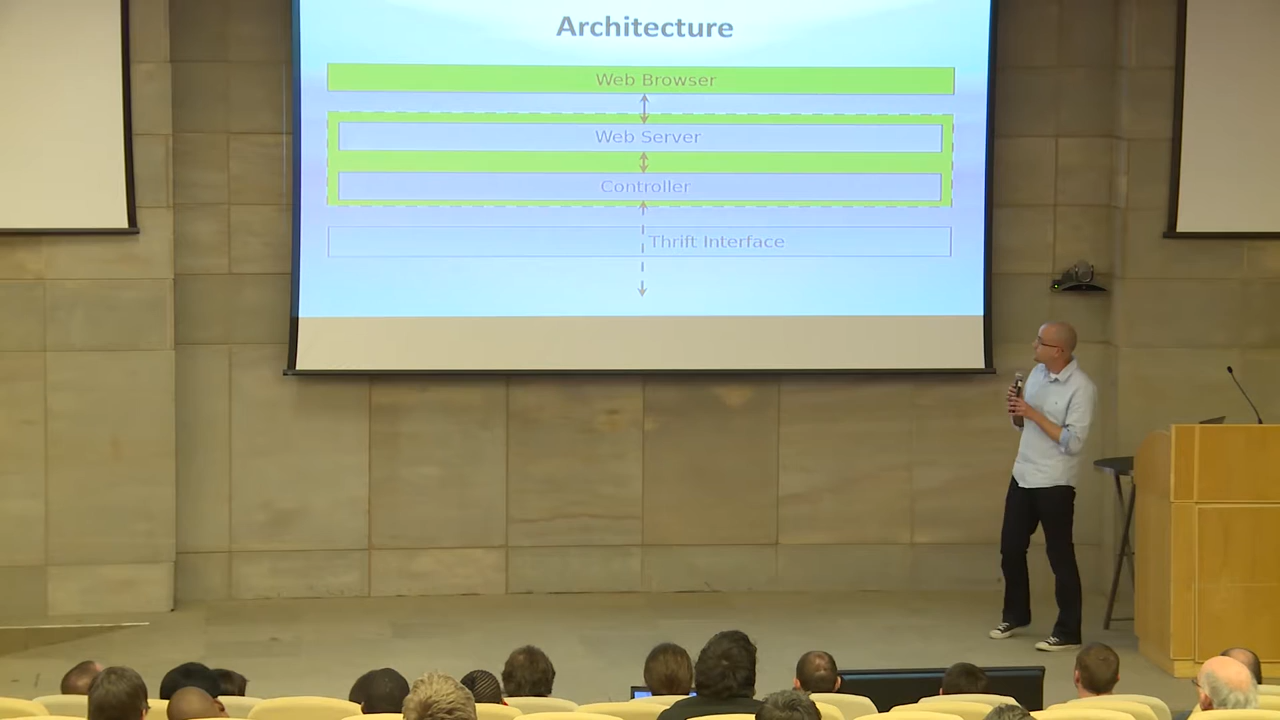 Architecture
Web Browser
Web Server
Controller
Thrift Interface